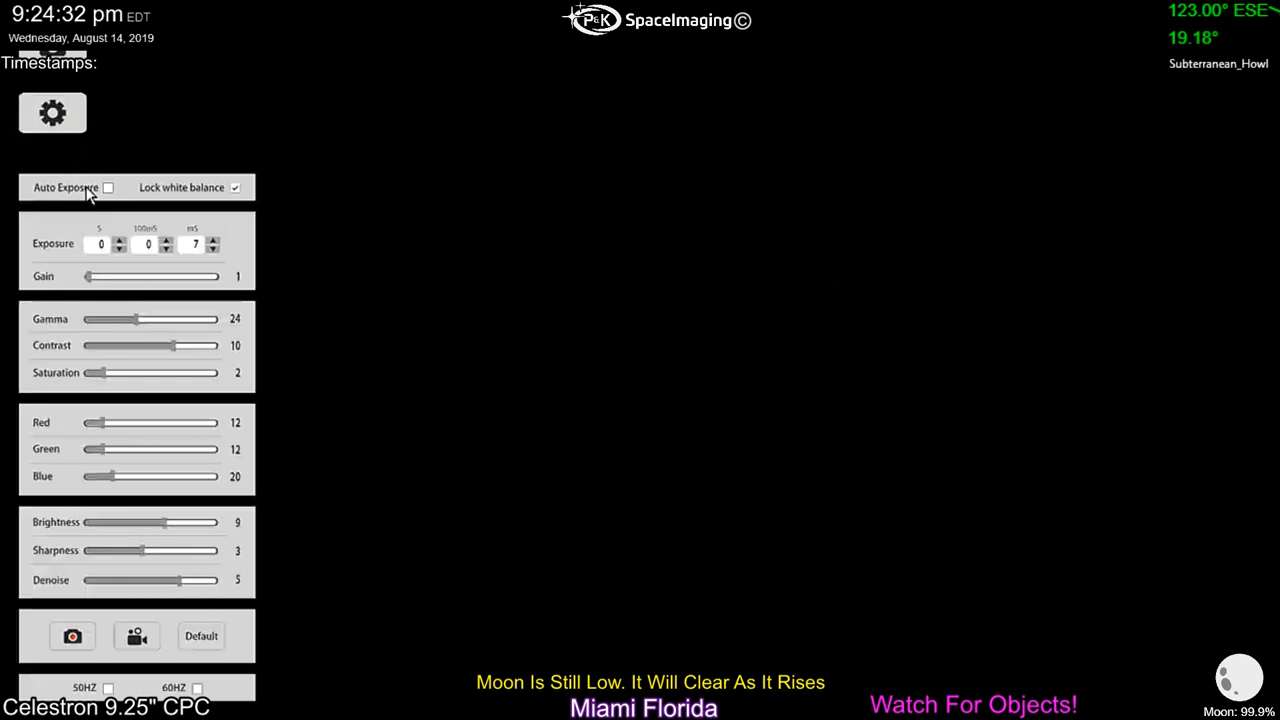 9:24:32 pm EDT
Wednesday, August 14, 2019
Timestamps:
P&K SpaceImaging©
123.00° ESE
19.18°
Subterranean_Howl
Auto Exposure Lock white balance
S 100mS mS
Exposure 0 0 7
Gain 1
Gamma 24
Contrast 10
Saturation 2
Red 12
Green 12
Blue 20
Brightness 9
Sharpness 3
Denoise 5
Default
50HZ 60HZ
Celestron 9.25" CPC
Moon Is Still Low. It Will Clear As It Rises
Miami Florida
Watch For Objects!
Moon: 99.9%